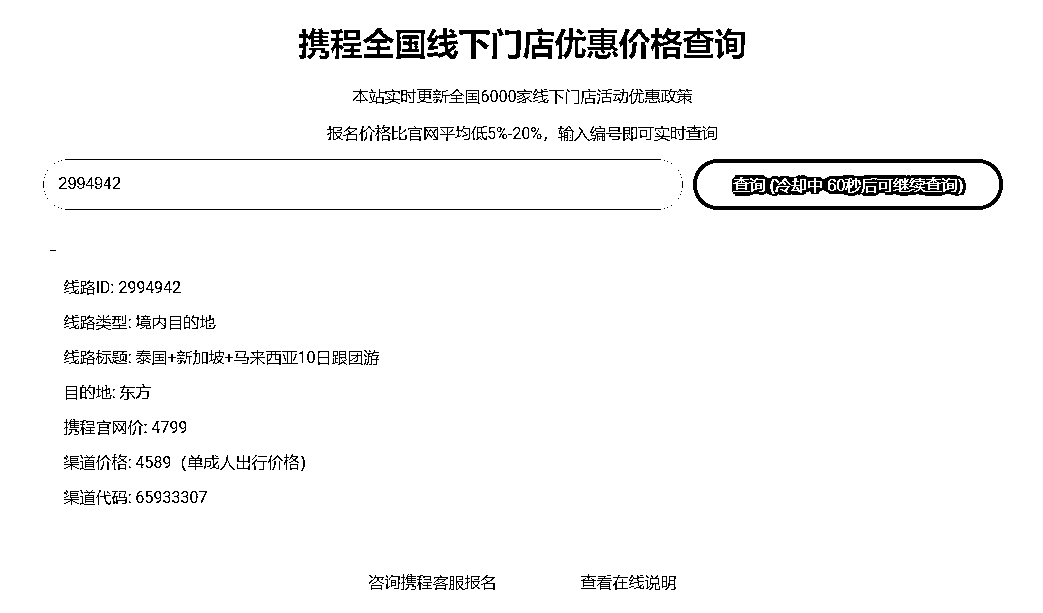 携程全国线下门店优惠价格查询
本站实时更新全国6000家线下门店活动优惠政策
报名价格比官网平均低5%-20%，输入编号即可实时查询
2994942
查询 (冷却中 60秒后可继续查询)
线路ID: 2994942
线路类型: 境内目的地
线路标题: 泰国+新加坡+马来西亚10日跟团游
目的地: 东方
携程官网价: 4799
渠道价格: 4589（单成人出行价格）
渠道代码: 65933307
咨询携程客服报名 查看在线说明